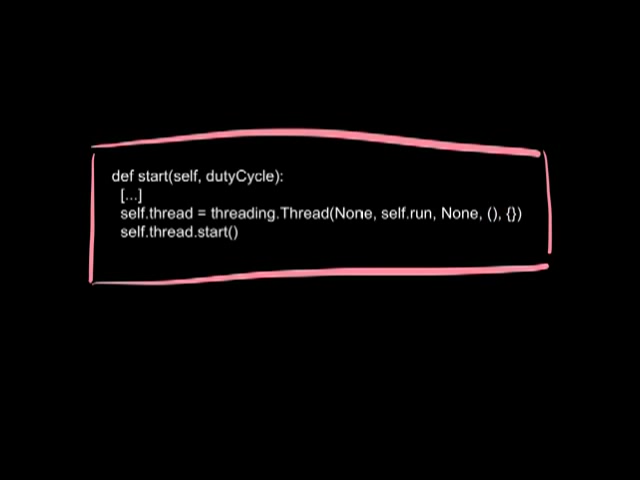 def start(self, dutyCycle):
[...]
self.thread = threading.Thread(None, self.run, None, (), {})
self.thread.start()